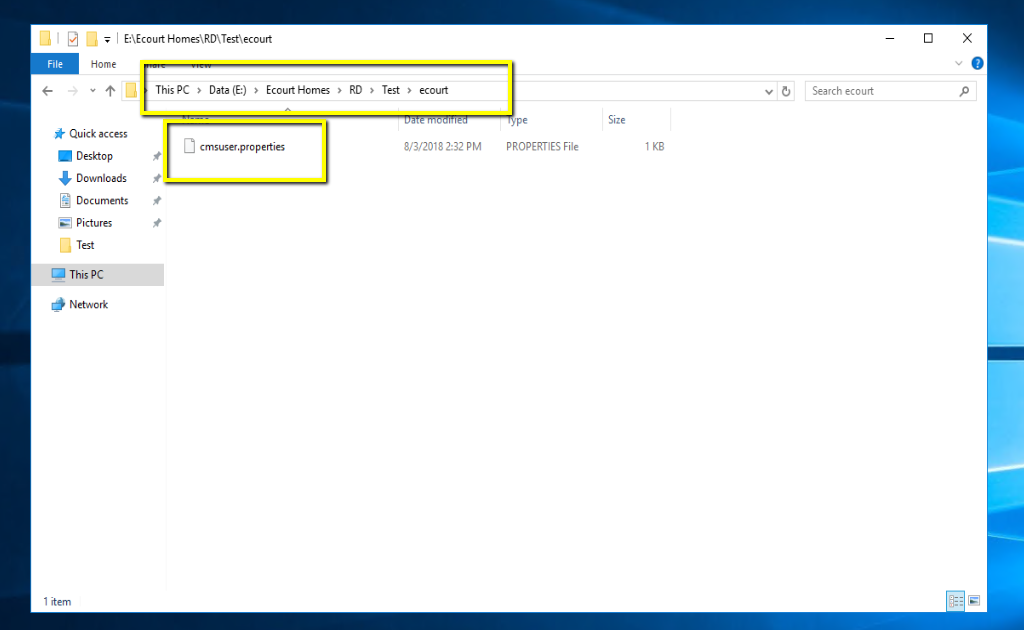 E:\Ecourt Homes\RD\Test\ecourt
File Home Share View
This PC > Data (E:) > Ecourt Homes > RD > Test > ecourt
Search ecourt
Name Date modified Type Size
cmsuser.properties 8/3/2018 2:32 PM PROPERTIES File 1 KB
Quick access
Desktop
Downloads
Documents
Pictures
Test
This PC
Network
1 item